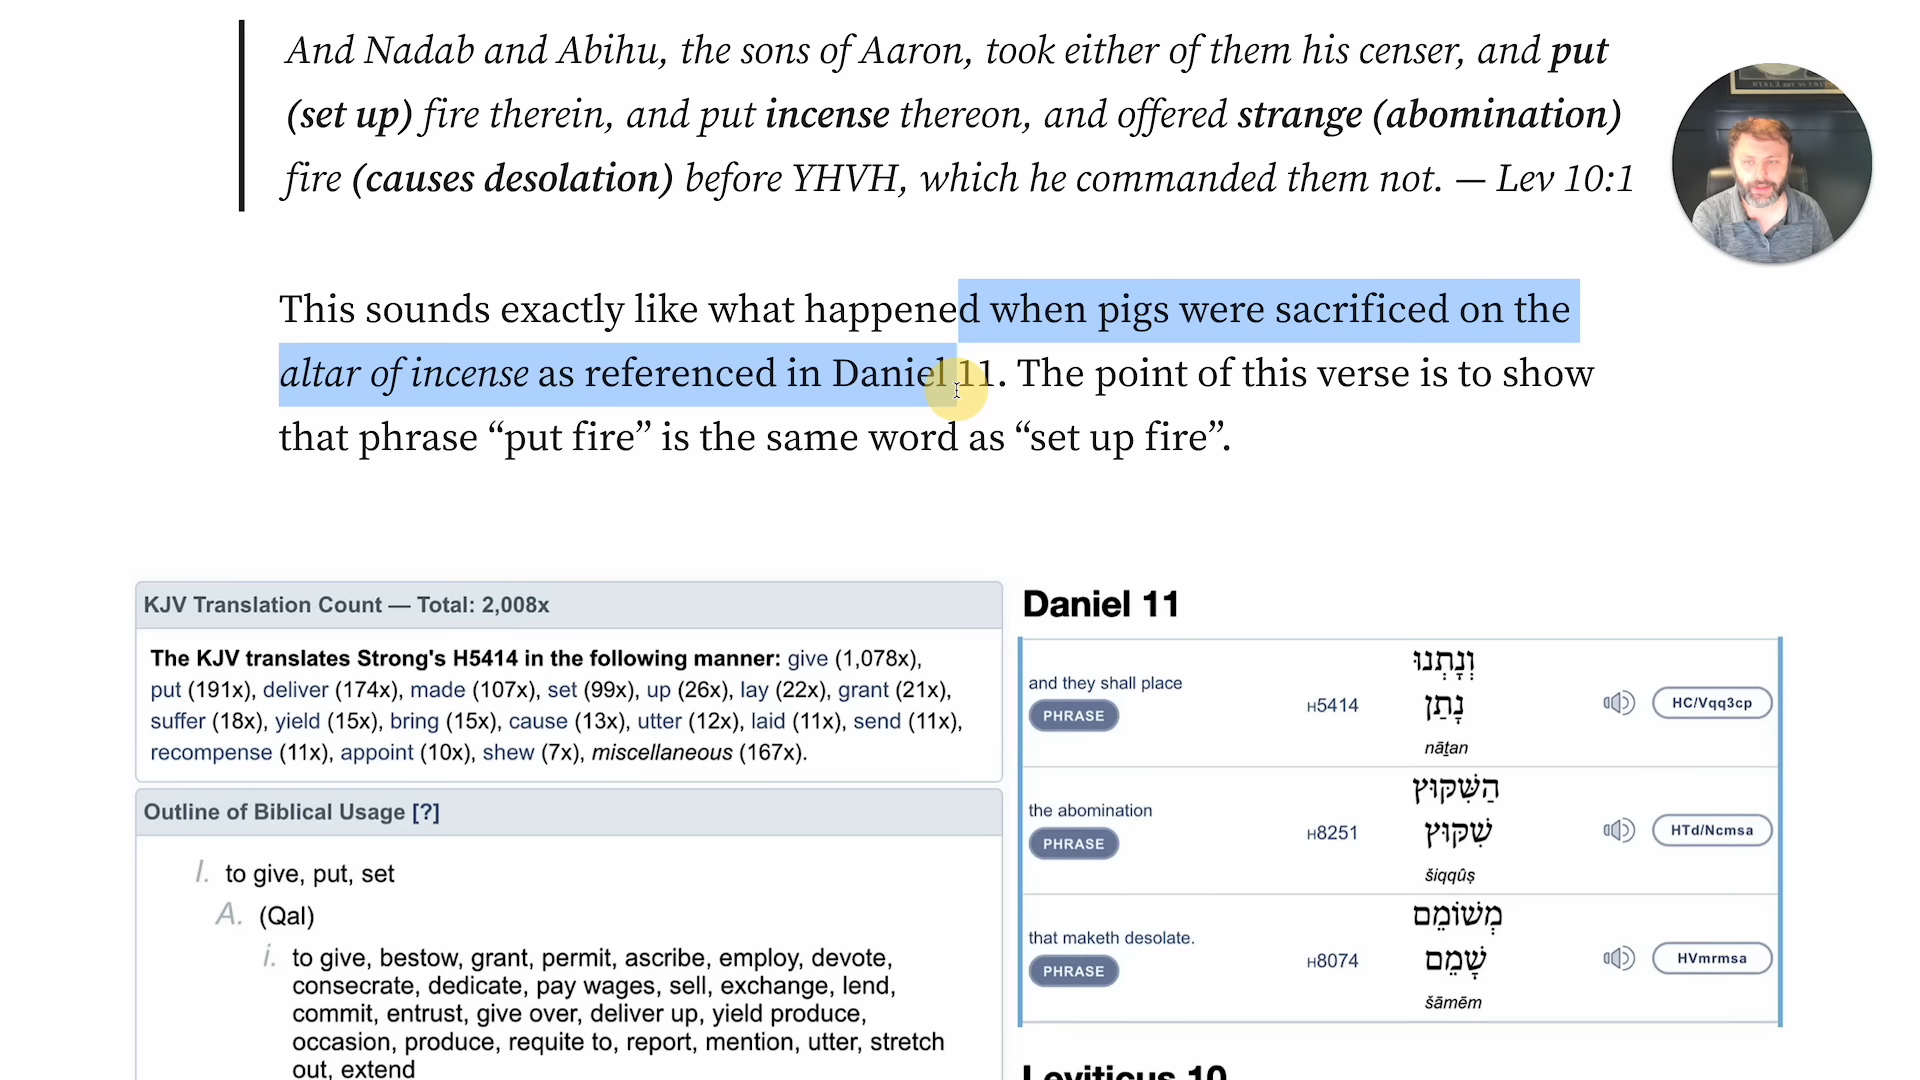 And Nadab and Abihu, the sons of Aaron, took either of them his censer, and put
(set up) fire therein, and put incense thereon, and offered strange (abomination)
fire (causes desolation) before YHVH, which he commanded them not. — Lev 10:1
This sounds exactly like what happened when pigs were sacrificed on the
altar of incense as referenced in Daniel 11. The point of this verse is to show
that phrase “put fire” is the same word as “set up fire”.
KJV Translation Count — Total: 2,008x
The KJV translates Strong's H5414 in the following manner: give (1,078x),
put (191x), deliver (174x), made (107x), set (99x), up (26x), lay (22x), grant (21x),
suffer (18x), yield (15x), bring (15x), cause (13x), utter (12x), laid (11x), send (11x),
recompense (11x), appoint (10x), shew (7x), miscellaneous (167x).
Outline of Biblical Usage [?]
I. to give, put, set
A. (Qal)
i. to give, bestow, grant, permit, ascribe, employ, devote,
consecrate, dedicate, pay wages, sell, exchange, lend,
commit, entrust, give over, deliver up, yield produce,
occasion, produce, requite to, report, mention, utter, stretch
out, extend
Daniel 11
and they shall place
PHRASE
H5414
וְנָתְנוּ
נָתַן
nāṯan
HC/Vqq3cp
the abomination
PHRASE
H8251
הַשִּׁקּוּץ
שִׁקּוּץ
šiqqûṣ
HTd/Ncmsa
that maketh desolate.
PHRASE
H8074
מְשׁוֹמֵם
שָׁמֵם
šāmēm
HVmrmsa
Leviticus 10